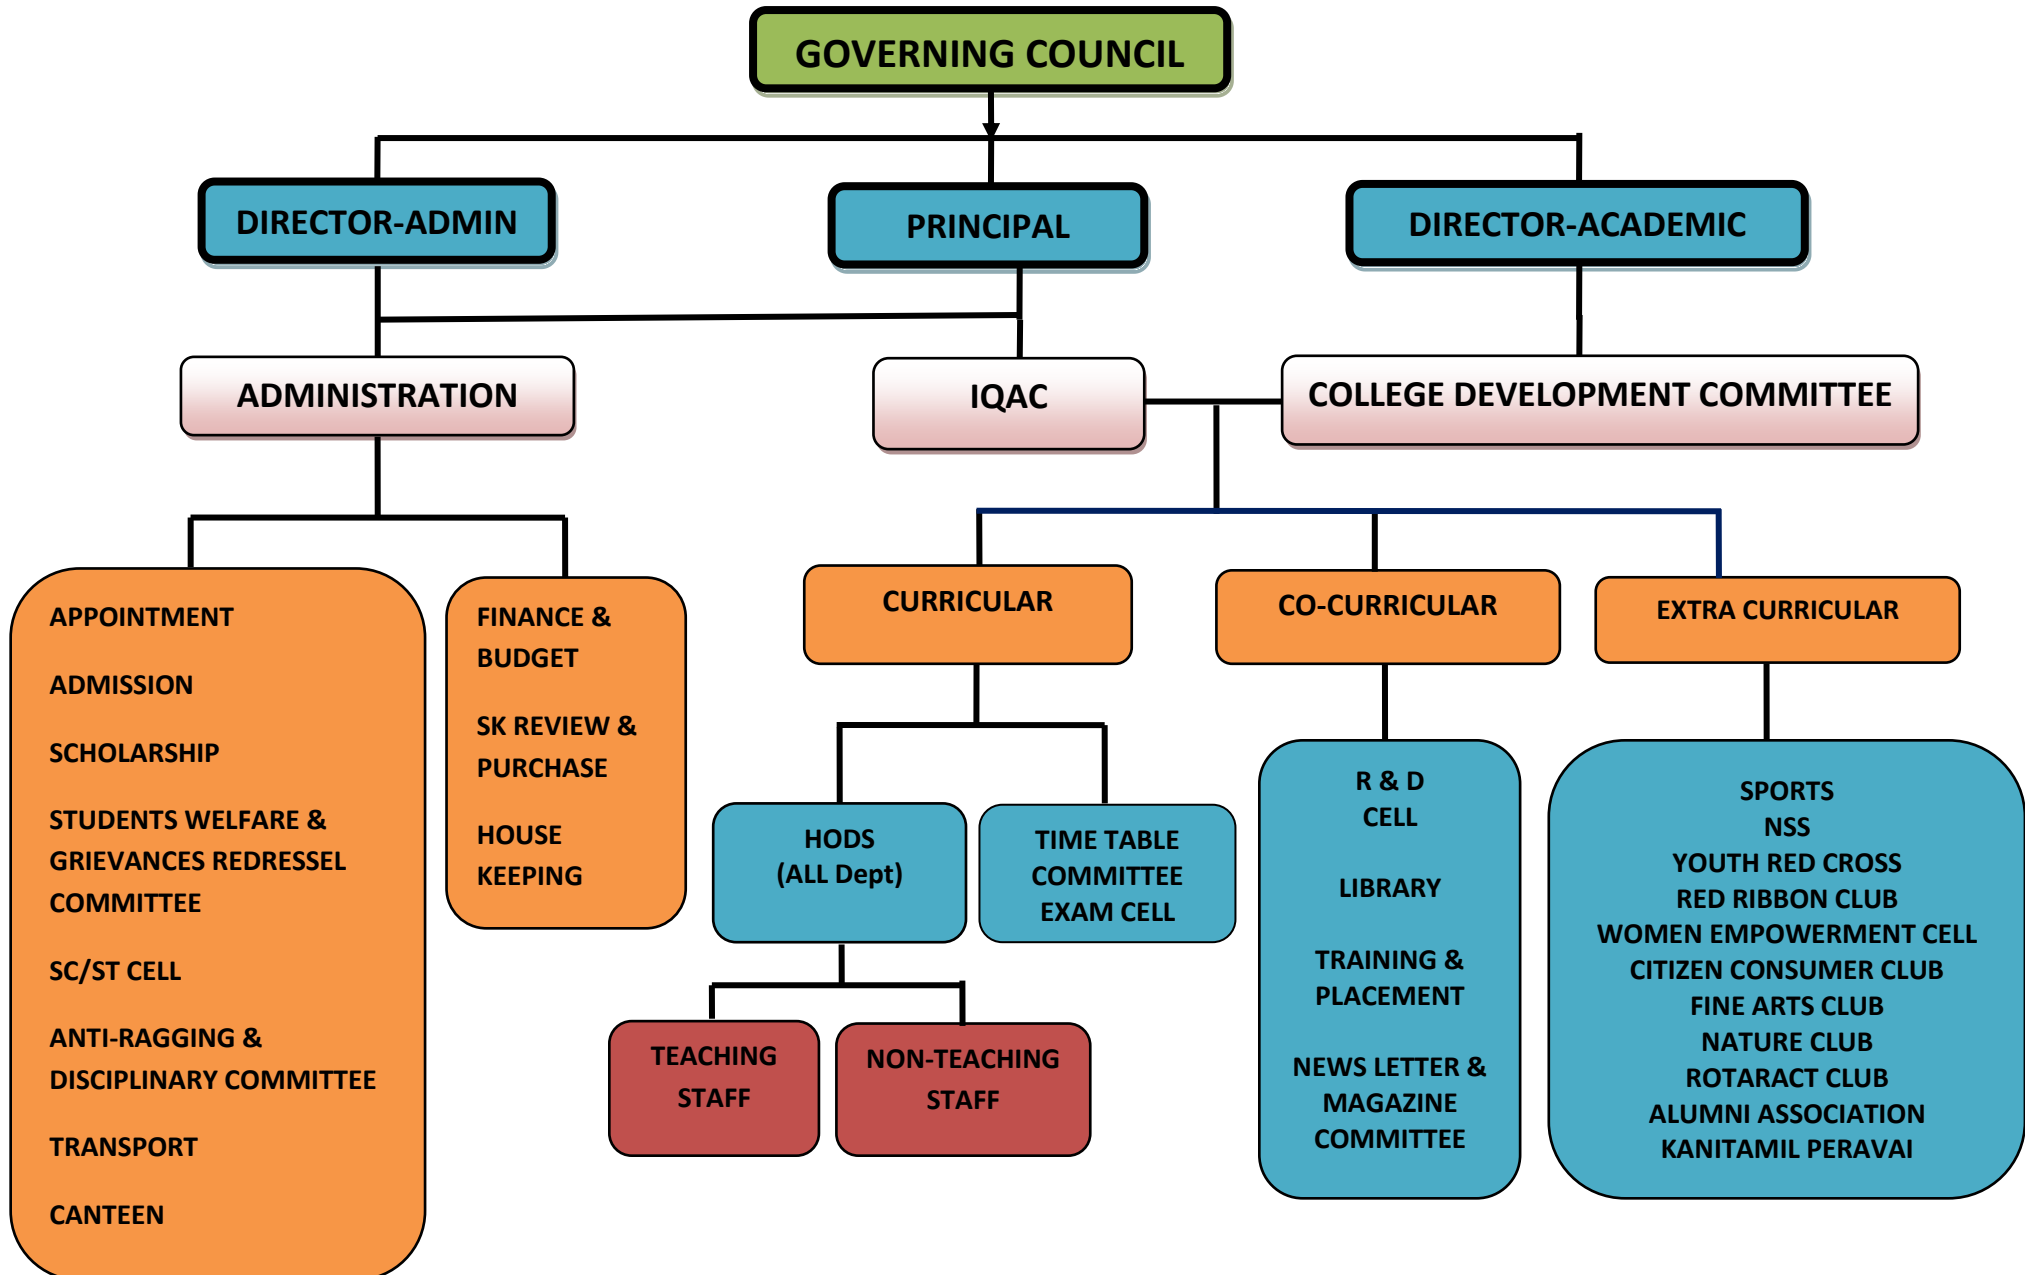 GOVERNING COUNCIL
DIRECTOR-ADMIN
PRINCIPAL
DIRECTOR-ACADEMIC
ADMINISTRATION
IQAC
COLLEGE DEVELOPMENT COMMITTEE
APPOINTMENT
ADMISSION
SCHOLARSHIP
STUDENTS WELFARE &
GRIEVANCES REDRESSEL
COMMITTEE
SC/ST CELL
ANTI-RAGGING &
DISCIPLINARY COMMITTEE
TRANSPORT
CANTEEN
FINANCE &
BUDGET
SK REVIEW &
PURCHASE
HOUSE
KEEPING
CURRICULAR
CO-CURRICULAR
EXTRA CURRICULAR
HODS
(ALL Dept)
TIME TABLE
COMMITTEE
EXAM CELL
TEACHING
STAFF
NON-TEACHING
STAFF
R & D
CELL
LIBRARY
TRAINING &
PLACEMENT
NEWS LETTER &
MAGAZINE
COMMITTEE
SPORTS
NSS
YOUTH RED CROSS
RED RIBBON CLUB
WOMEN EMPOWERMENT CELL
CITIZEN CONSUMER CLUB
FINE ARTS CLUB
NATURE CLUB
ROTARACT CLUB
ALUMNI ASSOCIATION
KANITAMIL PERAVAI